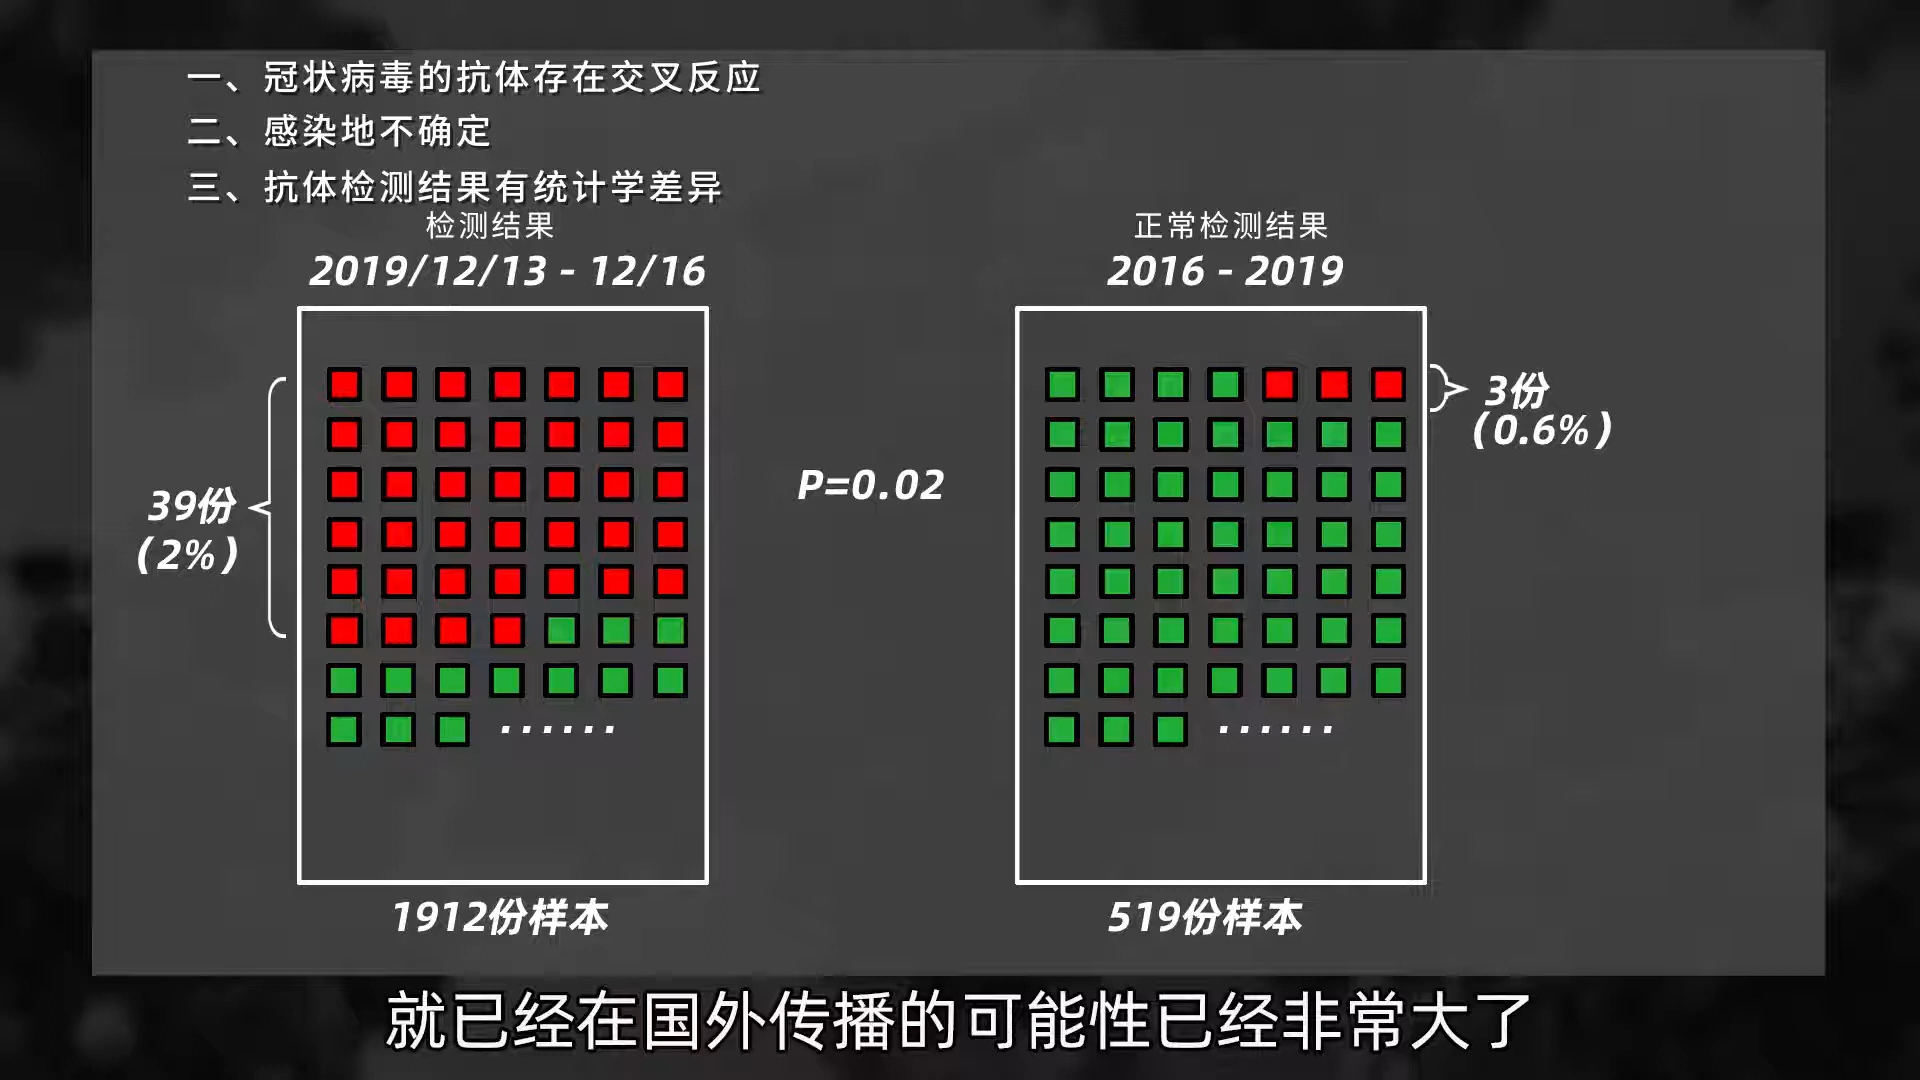 一、冠状病毒的抗体存在交叉反应
二、感染地不确定
三、抗体检测结果有统计学差异
检测结果
2019/12/13 - 12/16
正常检测结果
2016 - 2019
39份
(2%)
P=0.02
3份
(0.6%)
······
······
1912份样本
519份样本
就已经在国外传播的可能性已经非常大了